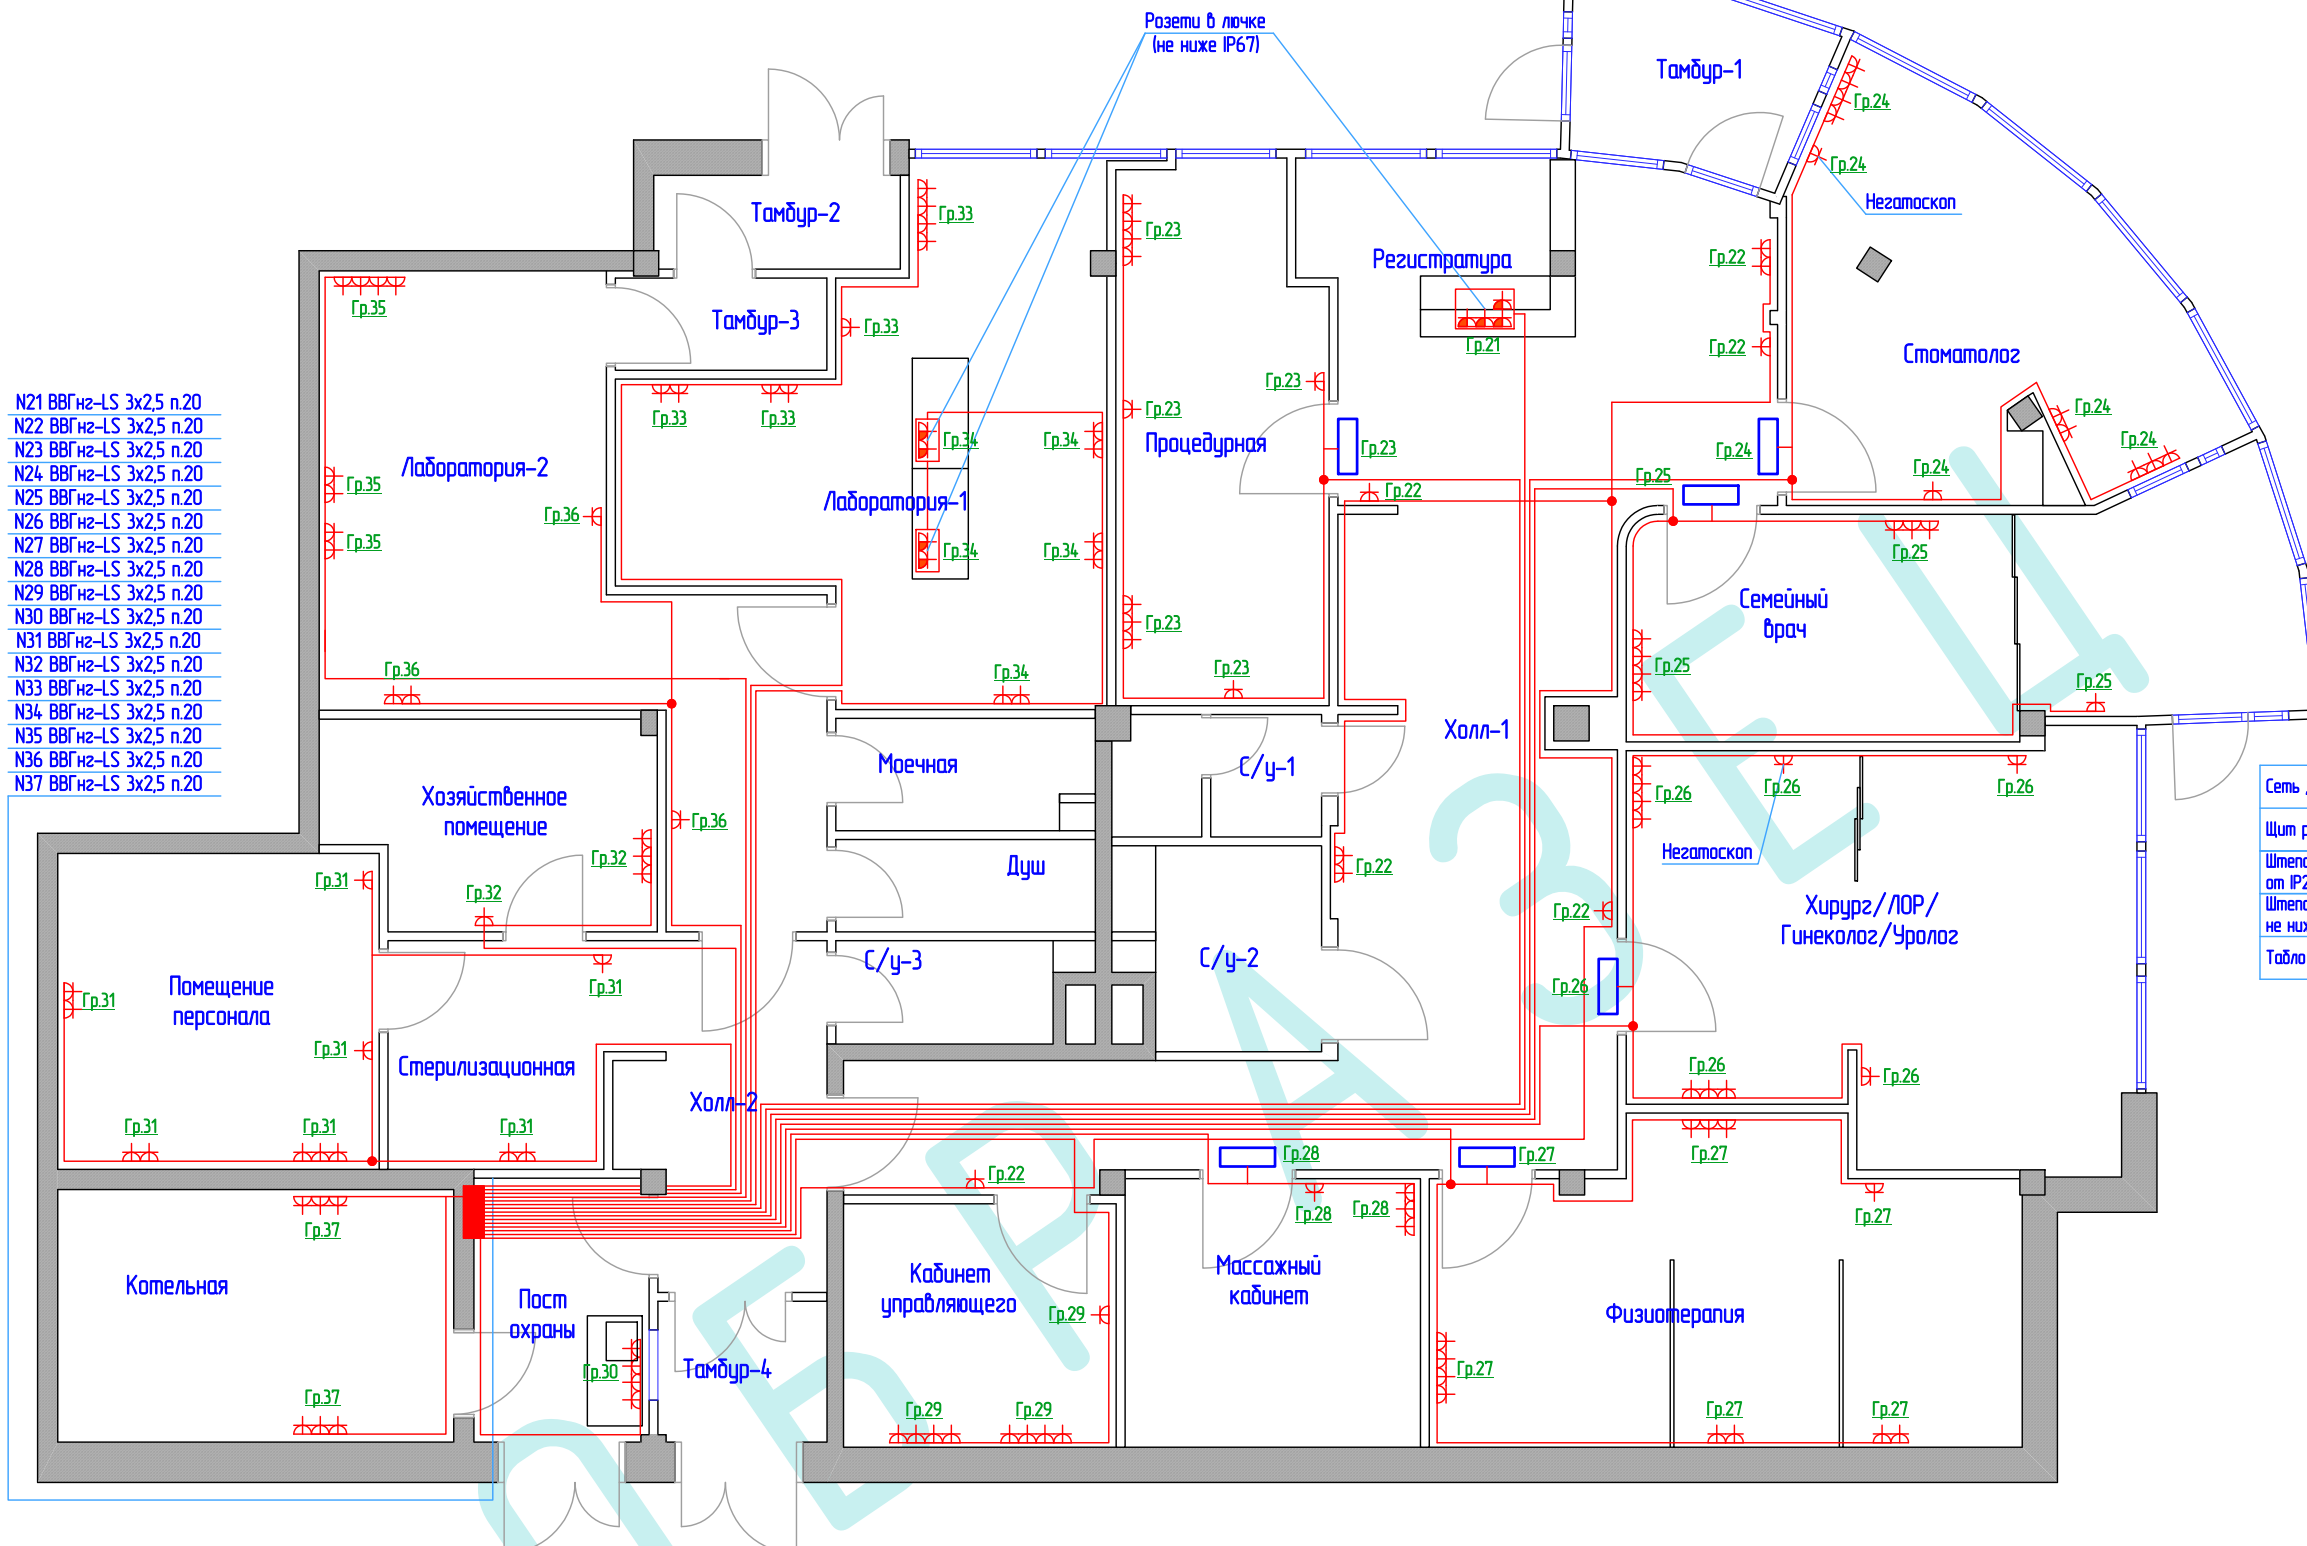 Розети в лючке
(не ниже IP67)
Тамбур-1
Гр.24
Гр.24
Негатоскоп
Тамбур-2
Гр.33
Гр.23
Регистратура
Гр.22
Гр.35
Тамбур-3
Гр.33
Гр.21
Гр.22
Стоматолог
Гр.23
N21 ВВГнг-LS 3х2,5 п.20
N22 ВВГнг-LS 3х2,5 п.20
N23 ВВГнг-LS 3х2,5 п.20
N24 ВВГнг-LS 3х2,5 п.20
N25 ВВГнг-LS 3х2,5 п.20
N26 ВВГнг-LS 3х2,5 п.20
N27 ВВГнг-LS 3х2,5 п.20
N28 ВВГнг-LS 3х2,5 п.20
N29 ВВГнг-LS 3х2,5 п.20
N30 ВВГнг-LS 3х2,5 п.20
N31 ВВГнг-LS 3х2,5 п.20
N32 ВВГнг-LS 3х2,5 п.20
N33 ВВГнг-LS 3х2,5 п.20
N34 ВВГнг-LS 3х2,5 п.20
N35 ВВГнг-LS 3х2,5 п.20
N36 ВВГнг-LS 3х2,5 п.20
N37 ВВГнг-LS 3х2,5 п.20
Гр.33
Гр.33
Гр.23
Гр.24
Лаборатория-2
Гр.34
Гр.34
Процедурная
Гр.23
Гр.24
Гр.24
Гр.24
Гр.35
Гр.36
Лаборатория-1
Гр.22
Гр.25
Гр.35
Гр.34
Гр.34
Гр.25
Семейный
врач
Гр.23
Гр.36
Гр.34
Гр.23
Гр.25
Гр.25
Холл-1
Моечная
С/у-1
Хозяйственное
помещение
Гр.36
Гр.32
Гр.26
Гр.26
Гр.26
Негатоскоп
Сеть
Щит
от
не
Табло
Гр.31
Гр.32
Душ
Гр.22
Гр.22
Хирург/ЛОР/
Гинеколог/Уролог
С/у-3
С/у-2
Помещение
персонала
Гр.31
Гр.31
Гр.26
Гр.31
Стерилизационная
Холл-2
Гр.26
Гр.26
Гр.31
Гр.31
Гр.31
Гр.28
Гр.27
Гр.27
Гр.22
Гр.37
Гр.28
Гр.28
Гр.27
Котельная
Пост
охраны
Кабинет
управляющего
Массажный
кабинет
Гр.29
Физиотерапия
Гр.30
Тамбур-4
Гр.27
Гр.37
Гр.29
Гр.29
Гр.27
Гр.27
ОБРАЗЕЦ